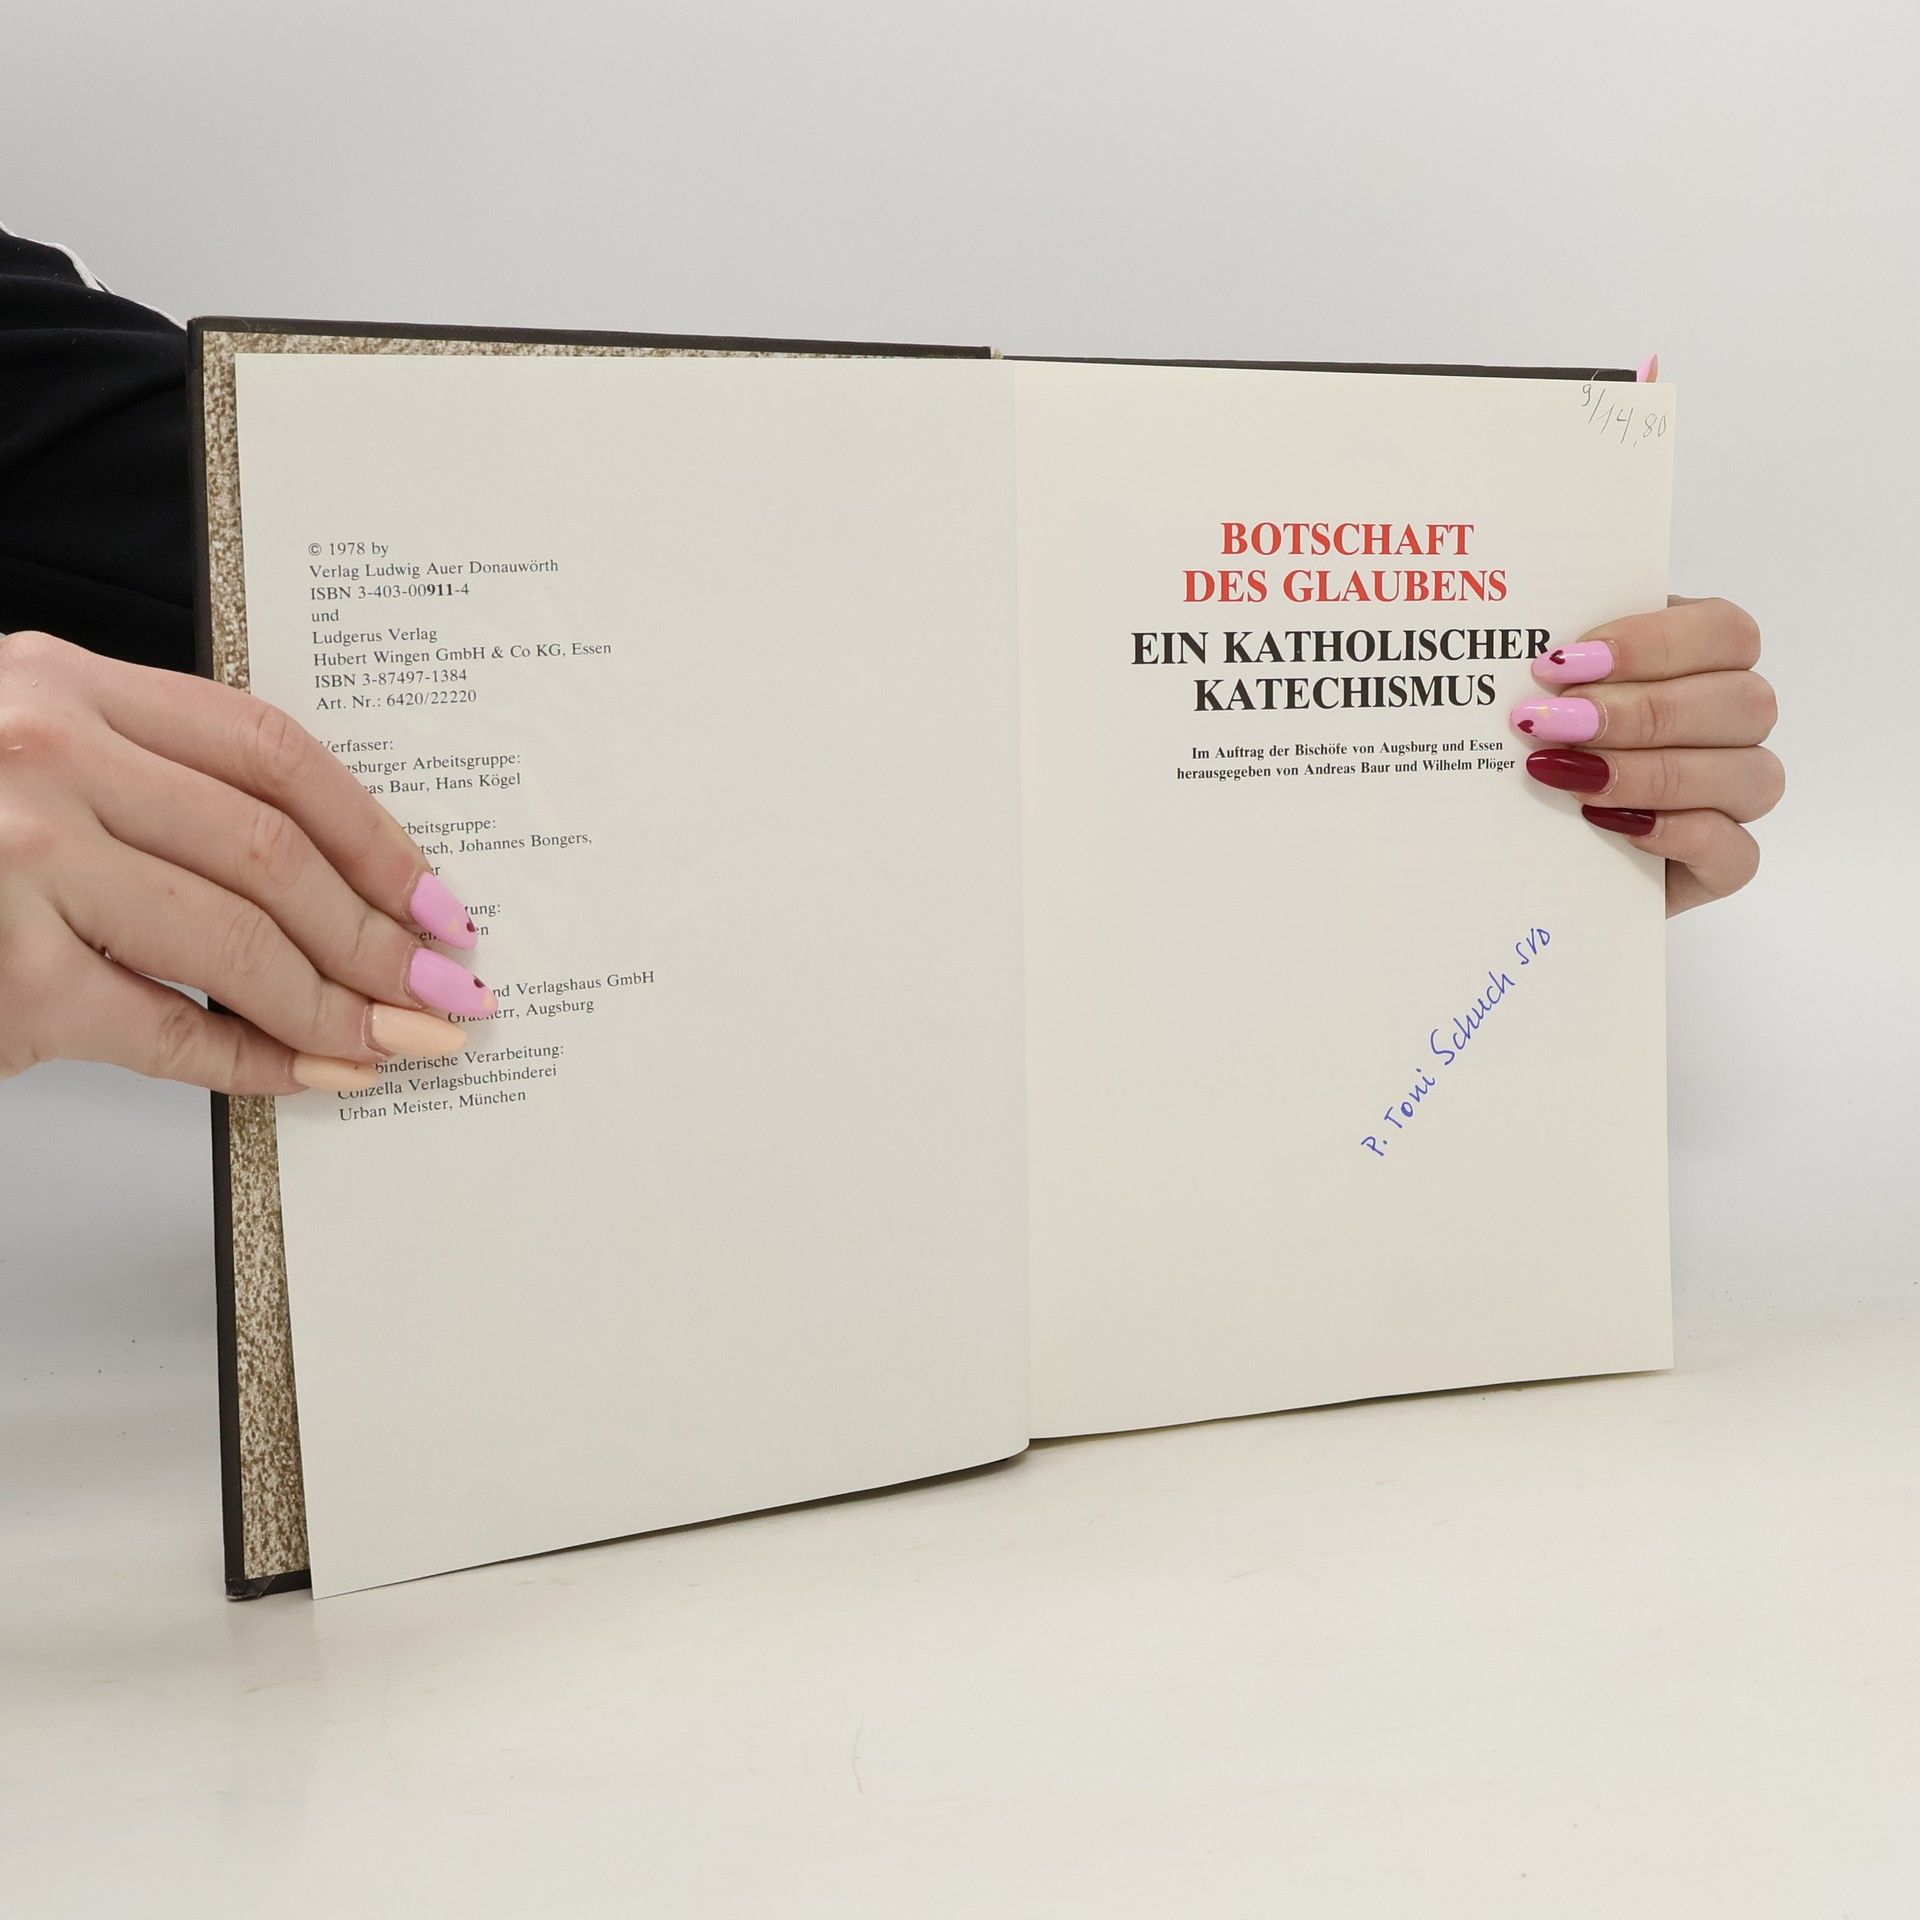 © 1978 by
Verlag Ludwig Auer Donauwörth
ISBN 3-403-00911-4
und
Ludgerus Verlag
Hubert Wingen GmbH & Co KG, Essen
ISBN 3-87497-1384
Art. Nr.: 6420/22220
Verfasser:
Arbeitsgruppe:
Baur, Hans Kögel
Johannes Bongers,
Verlagshaus GmbH
Augsburg
Verarbeitung:
Conzella Verlagsbuchbinderei
Urban Meister, München
9/14,80
BOTSCHAFT
DES GLAUBENS
EIN KATHOLISCHER
KATECHISMUS
Im Auftrag der Bischöfe von Augsburg und Essen
herausgegeben von Andreas Baur und Wilhelm Plöger
P. Toni Schuch SVD